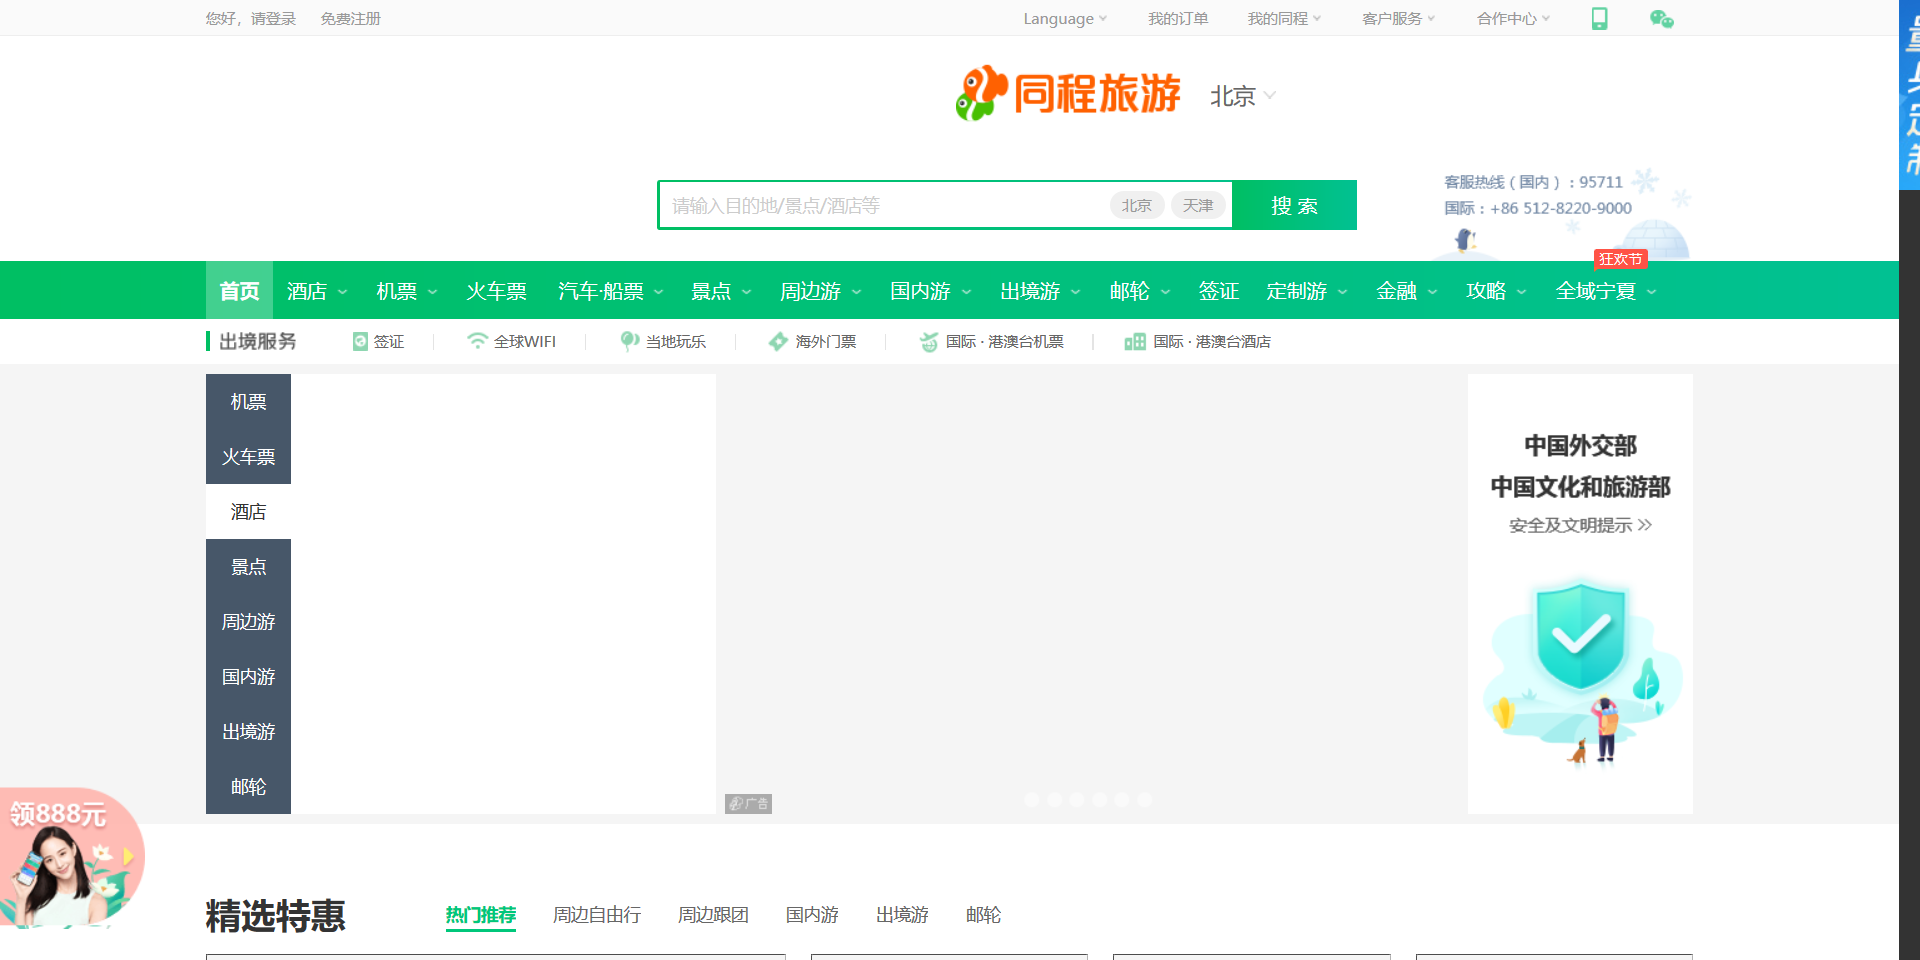 您好，请登录 免费注册 Language 我的订单 我的同程 客户服务 合作中心
同程旅游 北京
请输入目的地/景点/酒店等 北京 天津 搜 索
客服热线（国内）：95711
国际：+86 512-8220-9000
狂欢节
首页 酒店 机票 火车票 汽车·船票 景点 周边游 国内游 出境游 邮轮 签证 定制游 金融 攻略 全域宁夏
出境服务 签证 全球WIFI 当地玩乐 海外门票 国际 · 港澳台机票 国际 · 港澳台酒店
机票
火车票
酒店
景点
周边游
国内游
出境游
邮轮
中国外交部
中国文化和旅游部
安全及文明提示
广告
领888元
精选特惠 热门推荐 周边自由行 周边跟团 国内游 出境游 邮轮